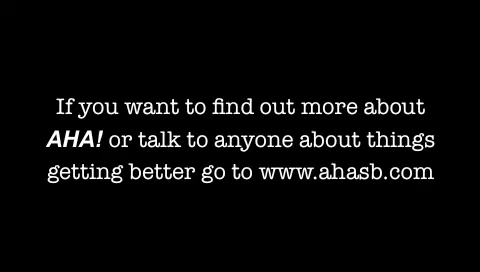 If you want to find out more about
AHA! or talk to anyone about things
getting better go to www.ahasb.com